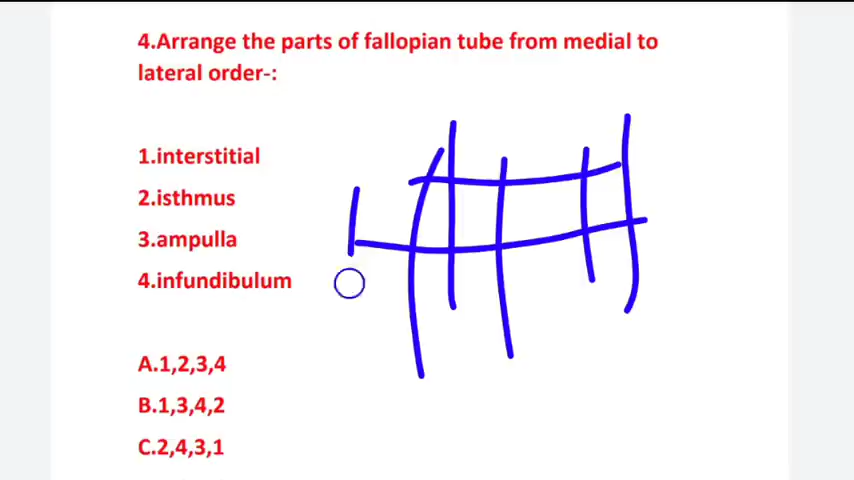 4.Arrange the parts of fallopian tube from medial to
lateral order-:
1.interstitial
2.isthmus
3.ampulla
4.infundibulum
A.1,2,3,4
B.1,3,4,2
C.2,4,3,1